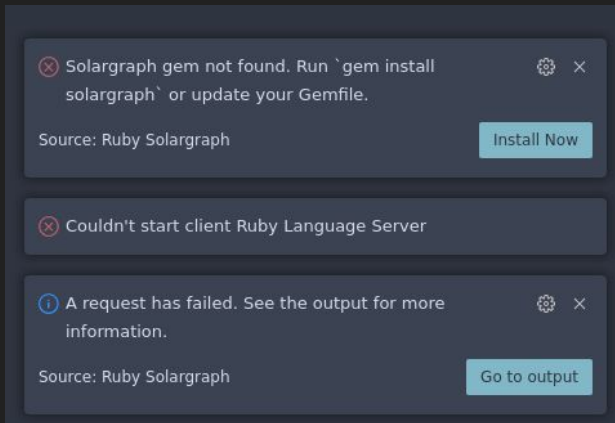 Solargraph gem not found. Run `gem install
solargraph` or update your Gemfile.
Source: Ruby Solargraph
Install Now
Couldn't start client Ruby Language Server
A request has failed. See the output for more
information.
Source: Ruby Solargraph
Go to output